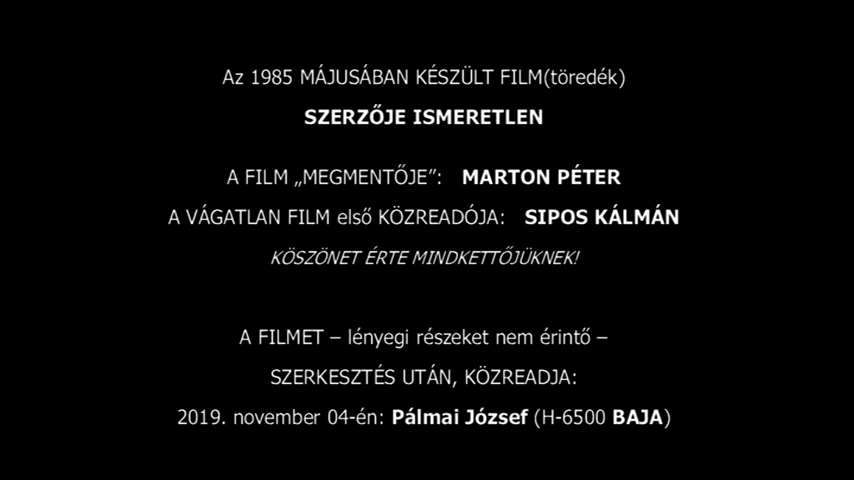 Az 1985 MÁJUSÁBAN KÉSZÜLT FILM(töredék)
SZERZŐJE ISMERETLEN
A FILM „MEGMENTŐJE”: MARTON PÉTER
A VÁGATLAN FILM első KÖZREADÓJA: SIPOS KÁLMÁN
KÖSZÖNET ÉRTE MINDKETTŐJÜKNEK!
A FILMET – lényegi részeket nem érintő –
SZERKESZTÉS UTÁN, KÖZREADJA:
2019. november 04-én: Pálmai József (H-6500 BAJA)